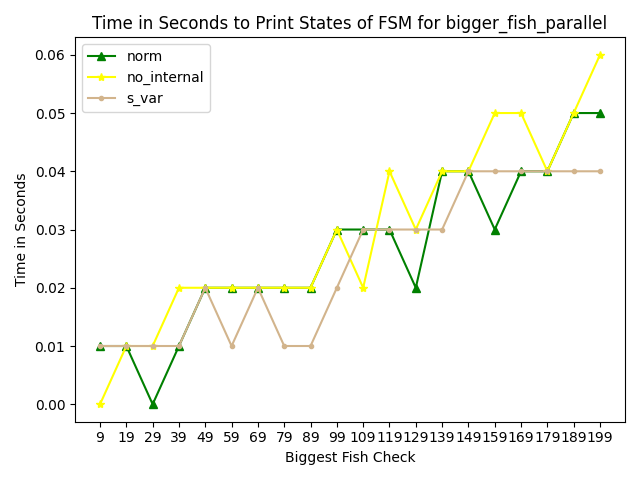 Time in Seconds to Print States of FSM for bigger_fish_parallel
norm
no_internal
s_var
Time in Seconds
0.06
0.05
0.04
0.03
0.02
0.01
0.00
9 19 29 39 49 59 69 79 89 99 109 119 129 139 149 159 169 179 189 199
Biggest Fish Check